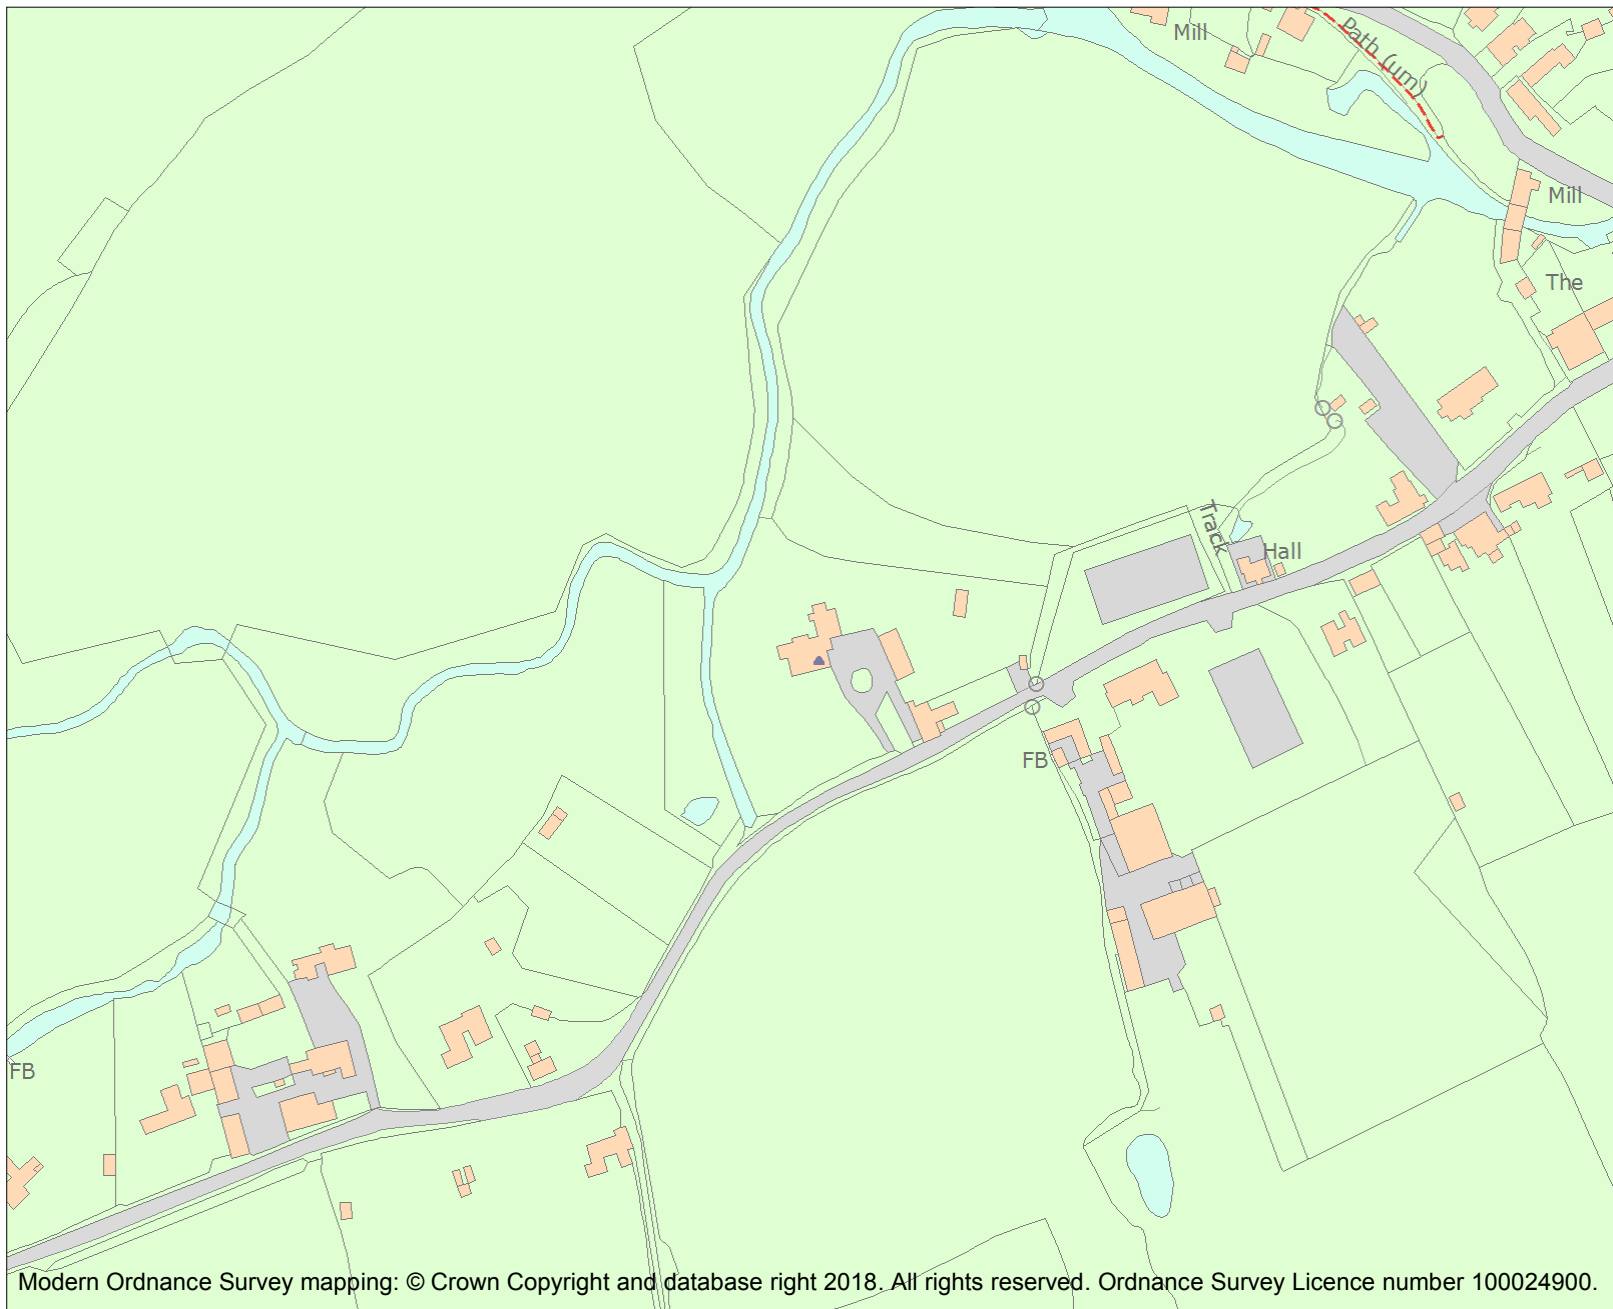 Mill
Path (um)
Mill
The
Track
Hall
FB
FB
Modern Ordnance Survey mapping: © Crown Copyright and database right 2018. All rights reserved. Ordnance Survey Licence number 100024900.